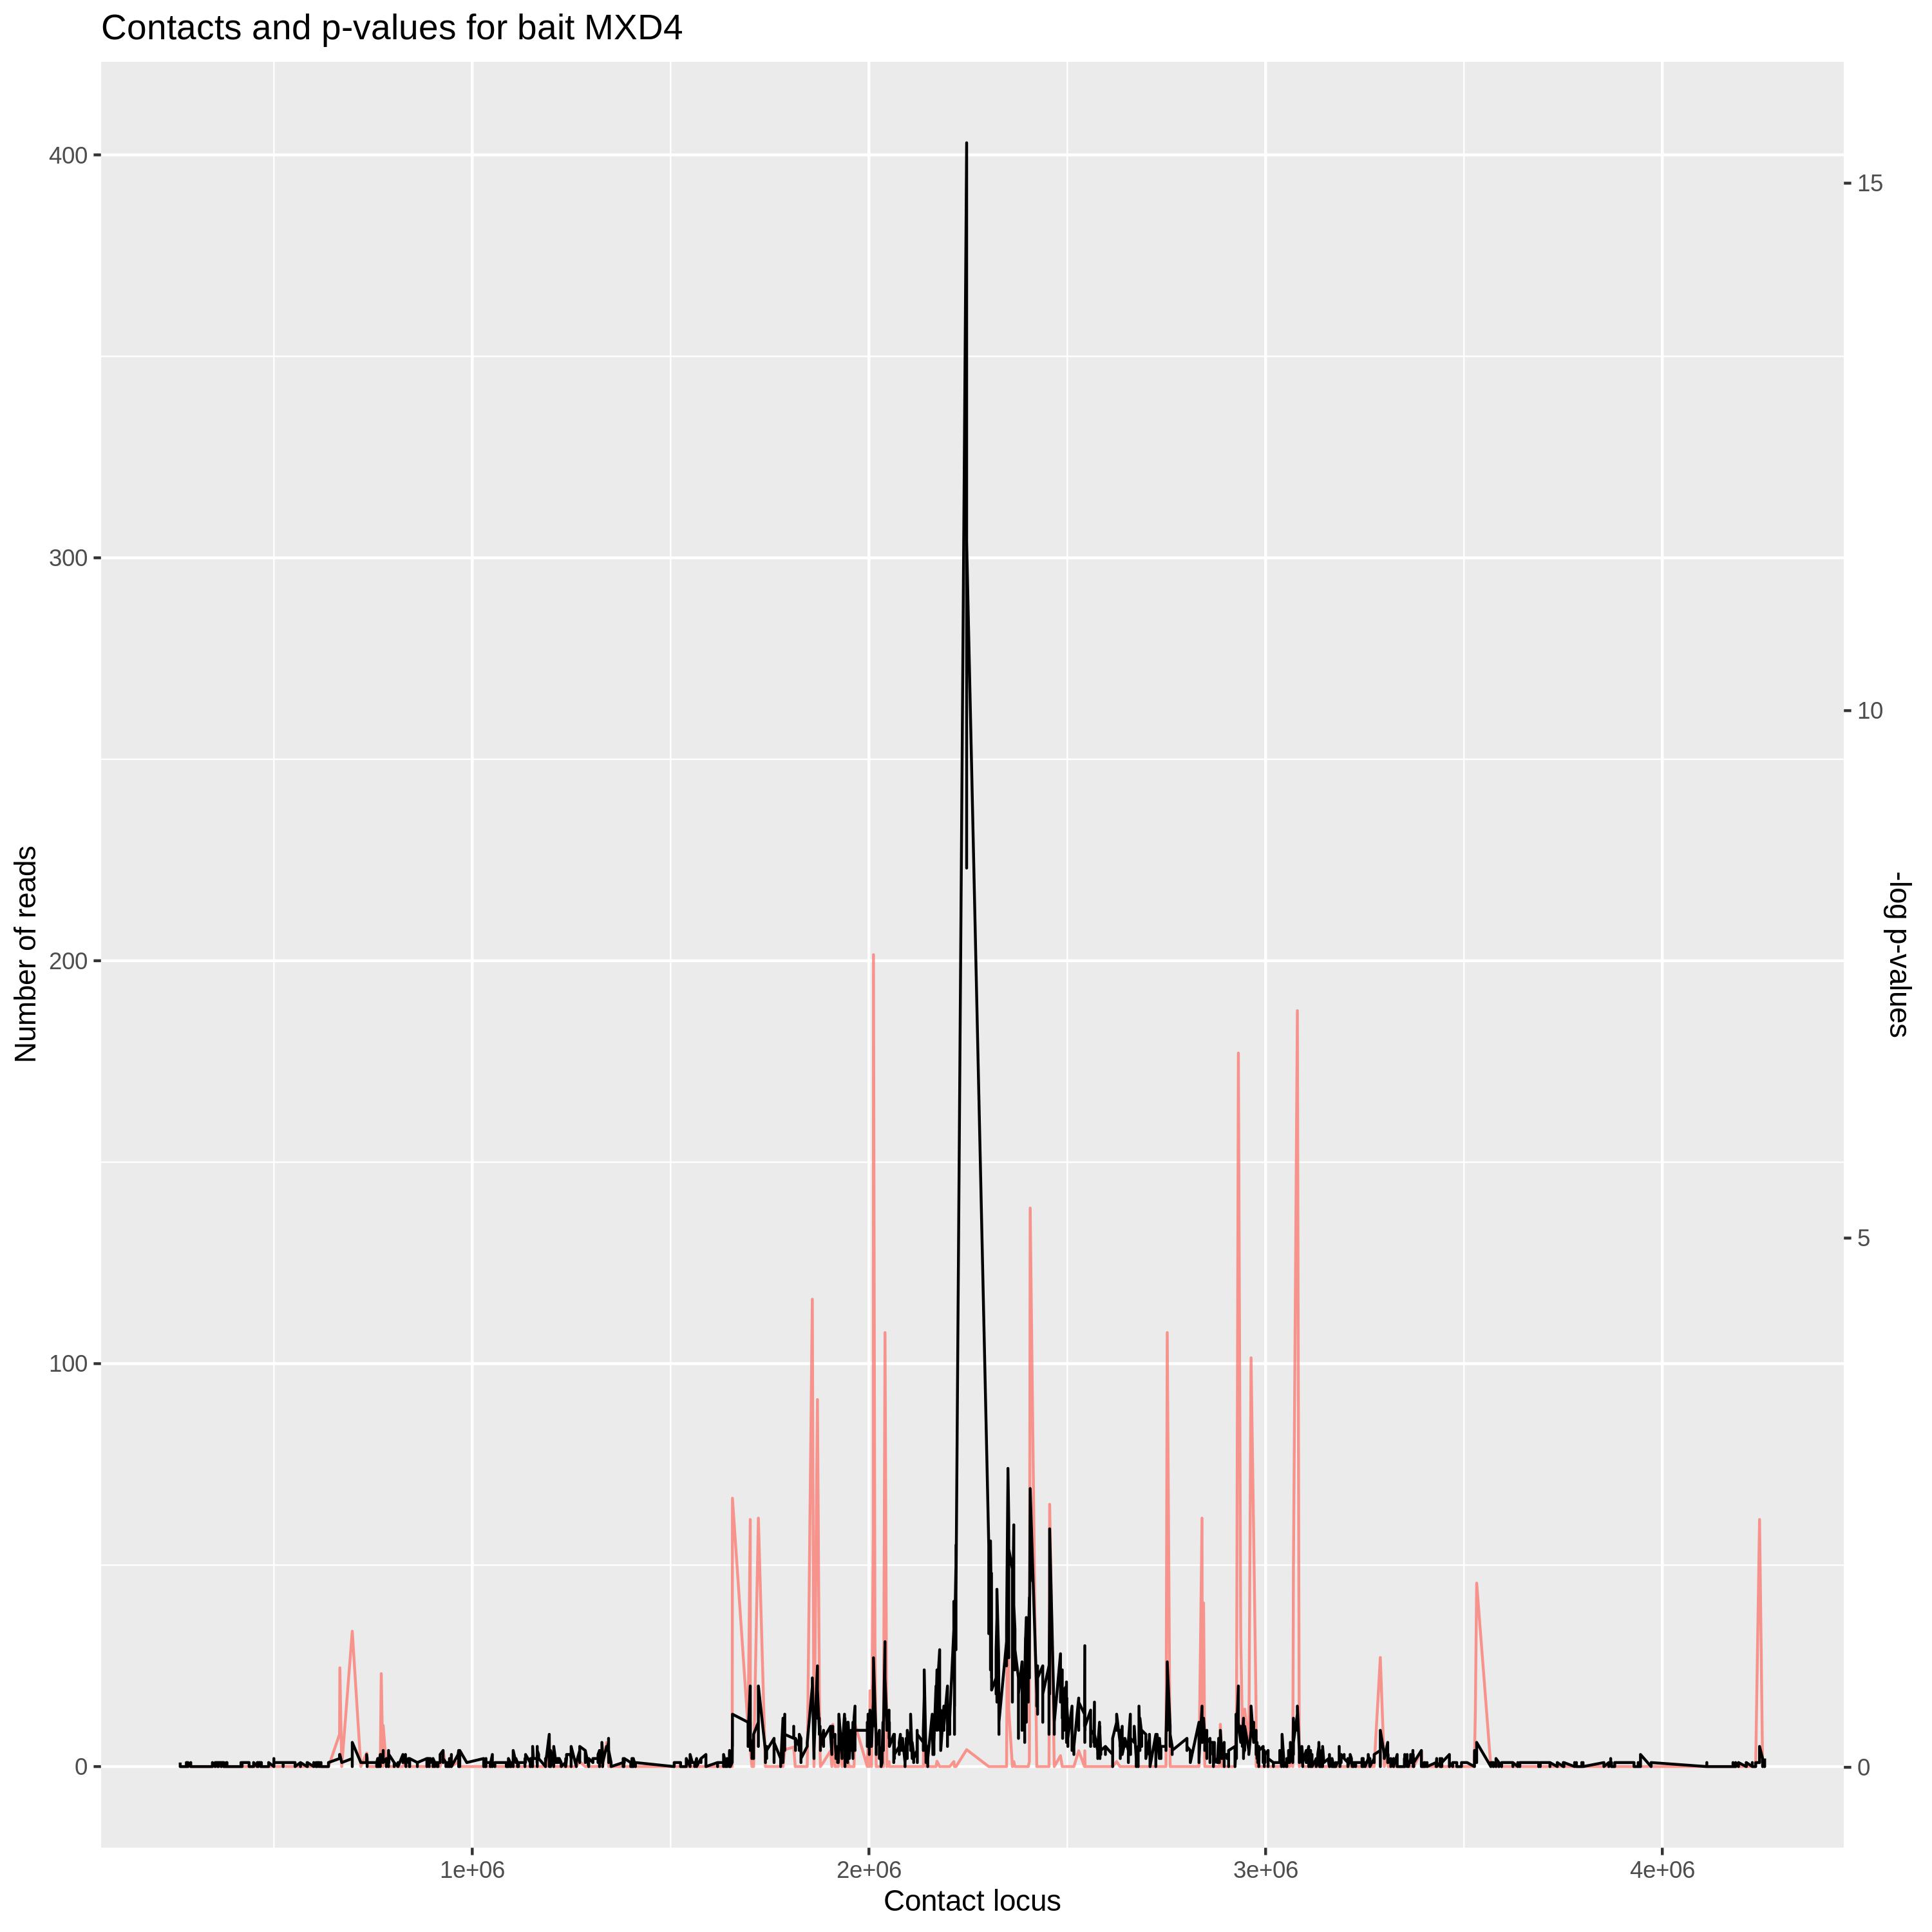 Contacts and p-values for bait MXD4
400
300
200
100
0
Number of reads
15
10
5
0
-log p-values
1e+06 2e+06 3e+06 4e+06
Contact locus